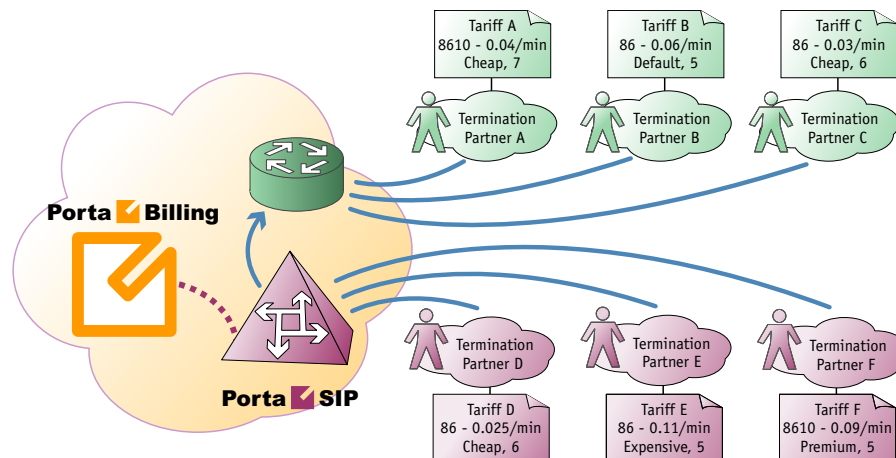 Tariff A
8610 - 0.04/min
Cheap, 7
Tariff B
86 - 0.06/min
Default, 5
Tariff C
86 - 0.03/min
Cheap, 6
Termination
Partner A
Termination
Partner B
Termination
Partner C
Porta Billing
Porta SIP
Termination
Partner D
Termination
Partner E
Termination
Partner F
Tariff D
86 - 0.025/min
Cheap, 6
Tariff E
86 - 0.11/min
Expensive, 5
Tariff F
8610 - 0.09/min
Premium, 5